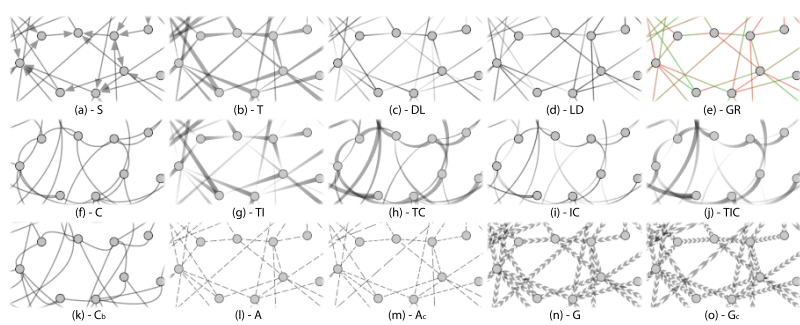 (a) - S (b) - T (c) - DL (d) - LD (e) - GR
(f) - C (g) - TI (h) - TC (i) - IC (j) - TIC
(k) - Cb (l) - A (m) - Ac (n) - G (o) - Gc